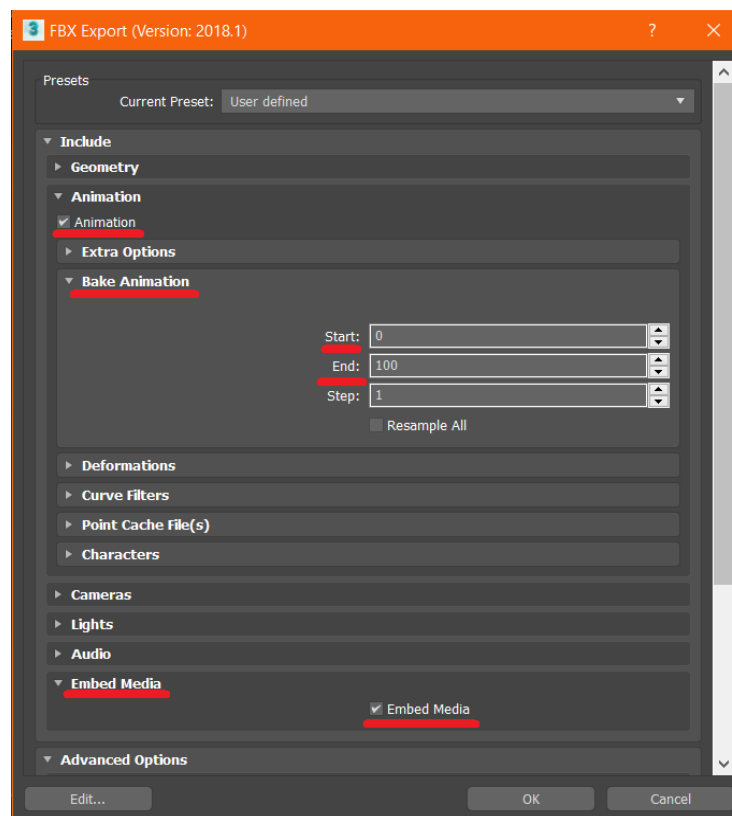 FBX Export (Version: 2018.1)
Presets
Current Preset: User defined
Include
Geometry
Animation
Animation
Extra Options
Bake Animation
Start: 0
End: 100
Step: 1
Resample All
Deformations
Curve Filters
Point Cache File(s)
Characters
Cameras
Lights
Audio
Embed Media
Embed Media
Advanced Options
Edit... OK Cancel